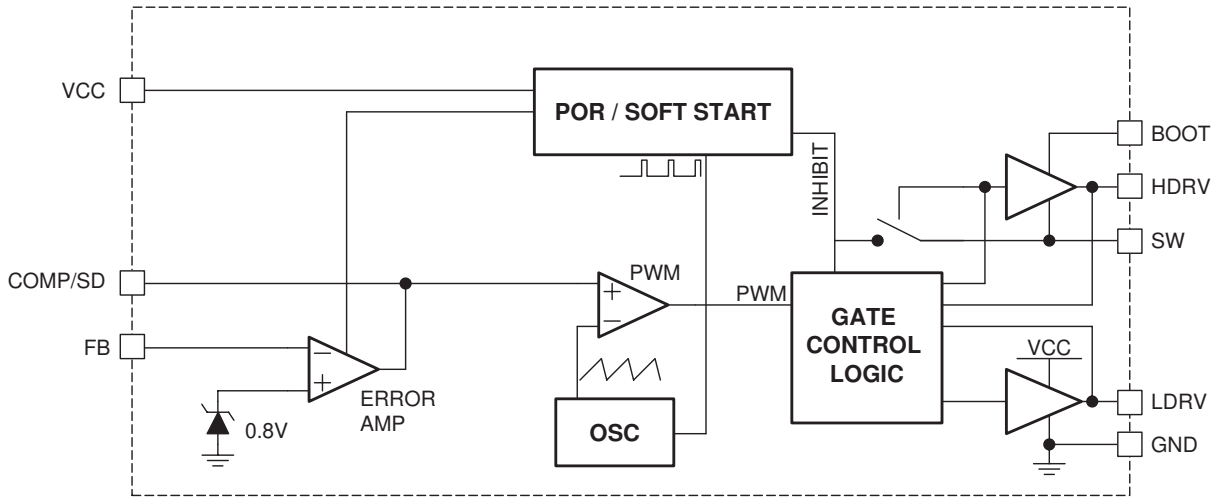 VCC
POR / SOFT START
BOOT
HDRV
INHIBIT
SW
COMP/SD
+
−
PWM
PWM
GATE
CONTROL
LOGIC
FB
−
+
ERROR
AMP
0.8V
OSC
VCC
LDRV
GND